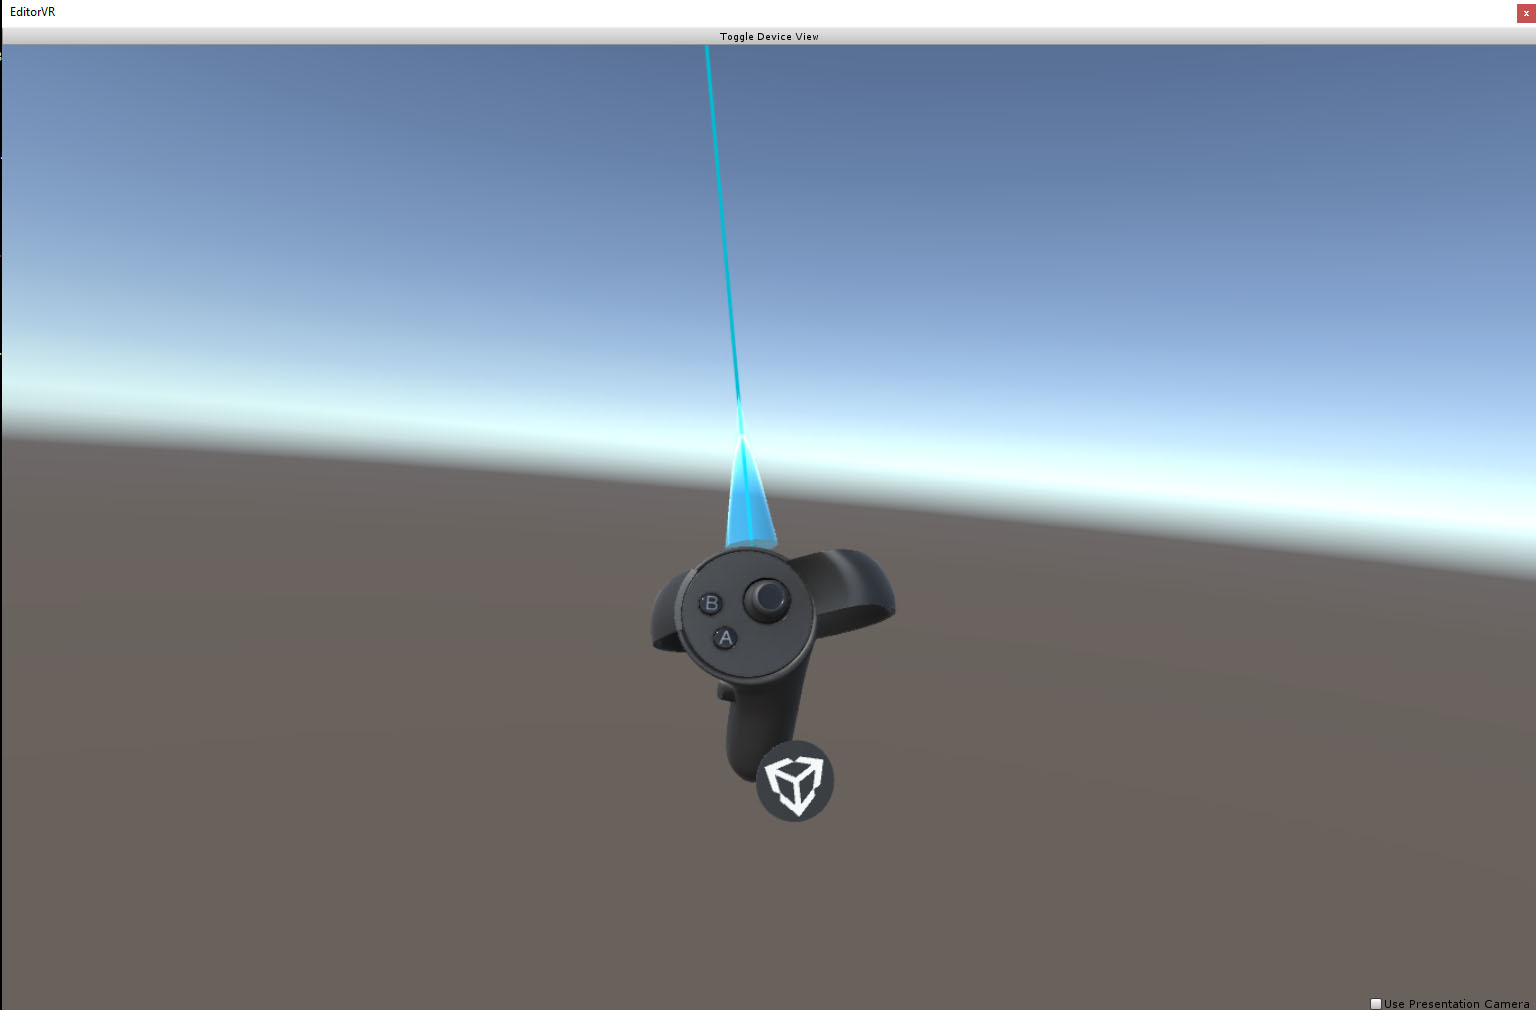 EditorVR
x
Toggle Device View
B
A
Use Presentation Camera